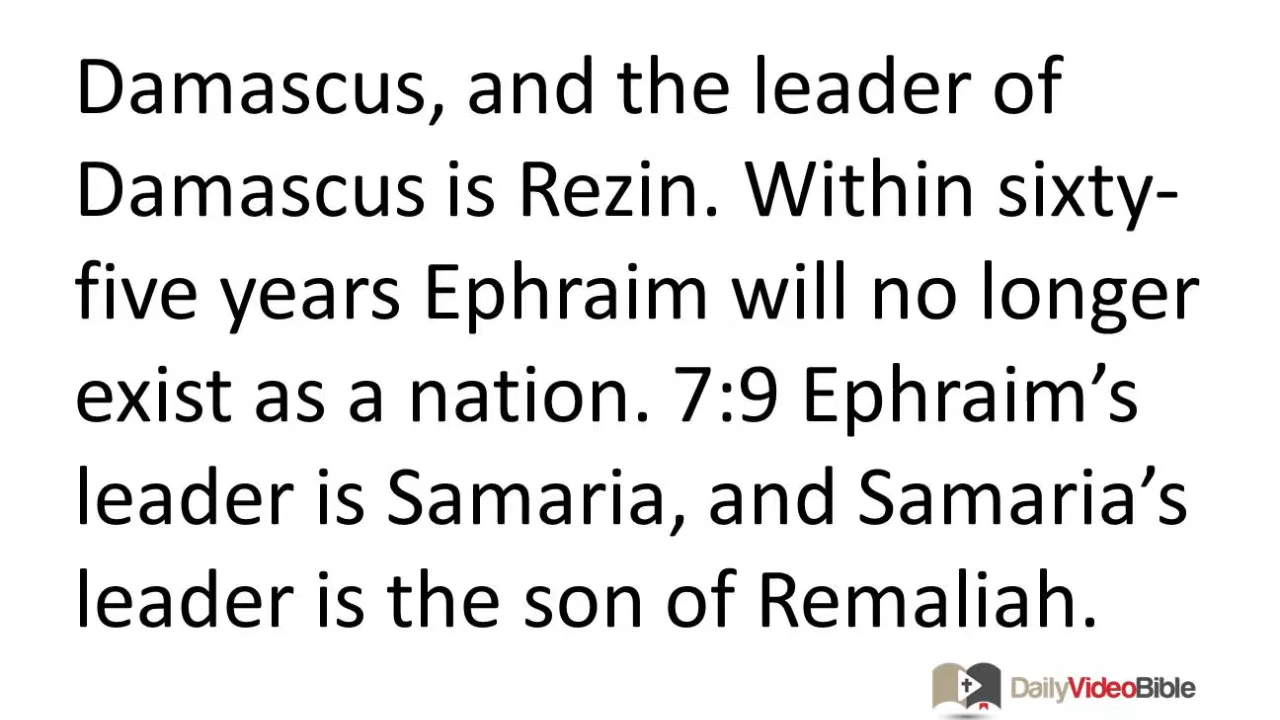 Damascus, and the leader of
Damascus is Rezin. Within sixty-
five years Ephraim will no longer
exist as a nation. 7:9 Ephraim’s
leader is Samaria, and Samaria’s
leader is the son of Remaliah.
DailyVideoBible